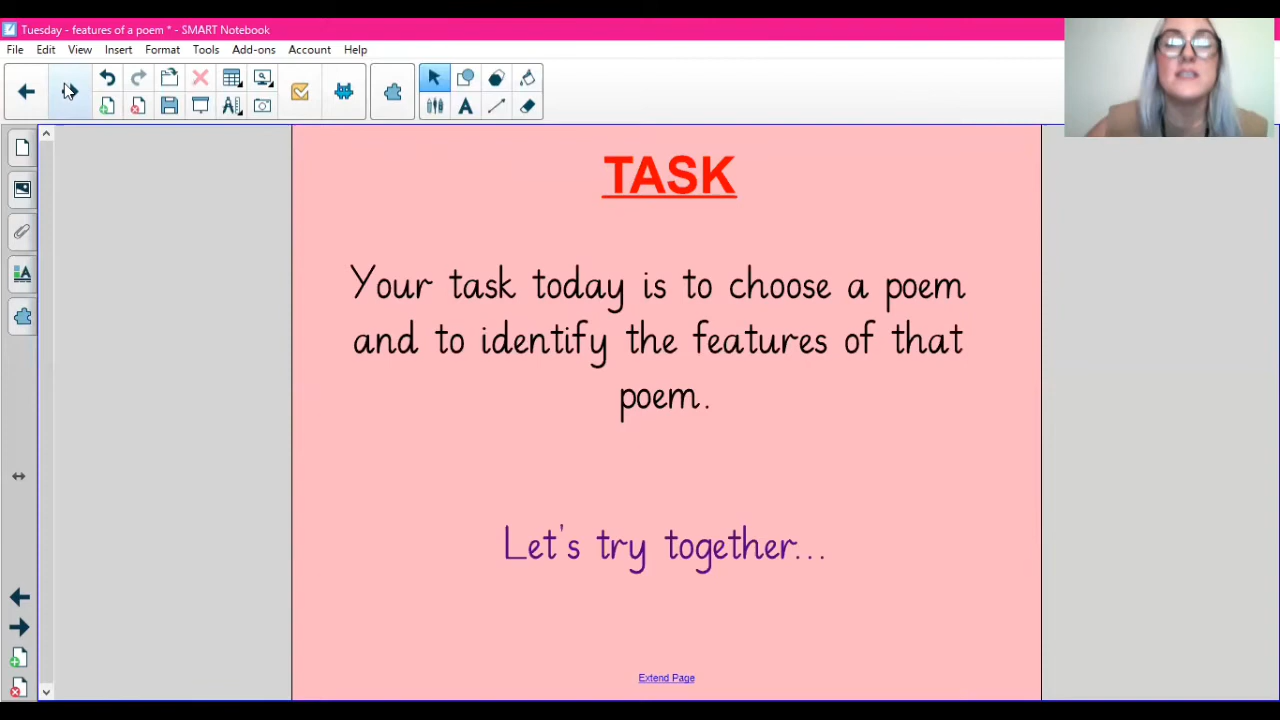 Tuesday - features of a poem * - SMART Notebook
File Edit View Insert Format Tools Add-ons Account Help
TASK
Your task today is to choose a poem
and to identify the features of that
poem.
Let's try together...
Extend Page